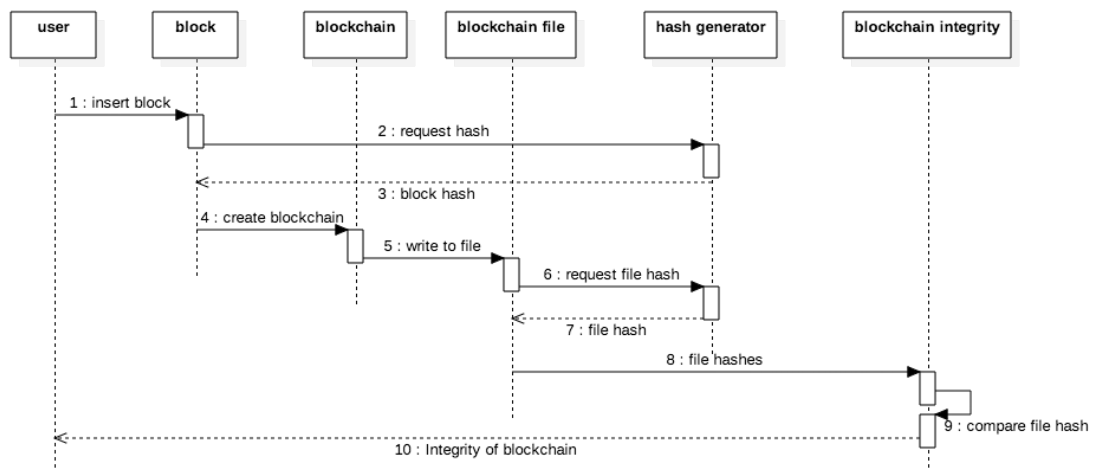 user
block
blockchain
blockchain file
hash generator
blockchain integrity
1 : insert block
2 : request hash
3 : block hash
4 : create blockchain
5 : write to file
6 : request file hash
7 : file hash
8 : file hashes
9 : compare file hash
10 : Integrity of blockchain